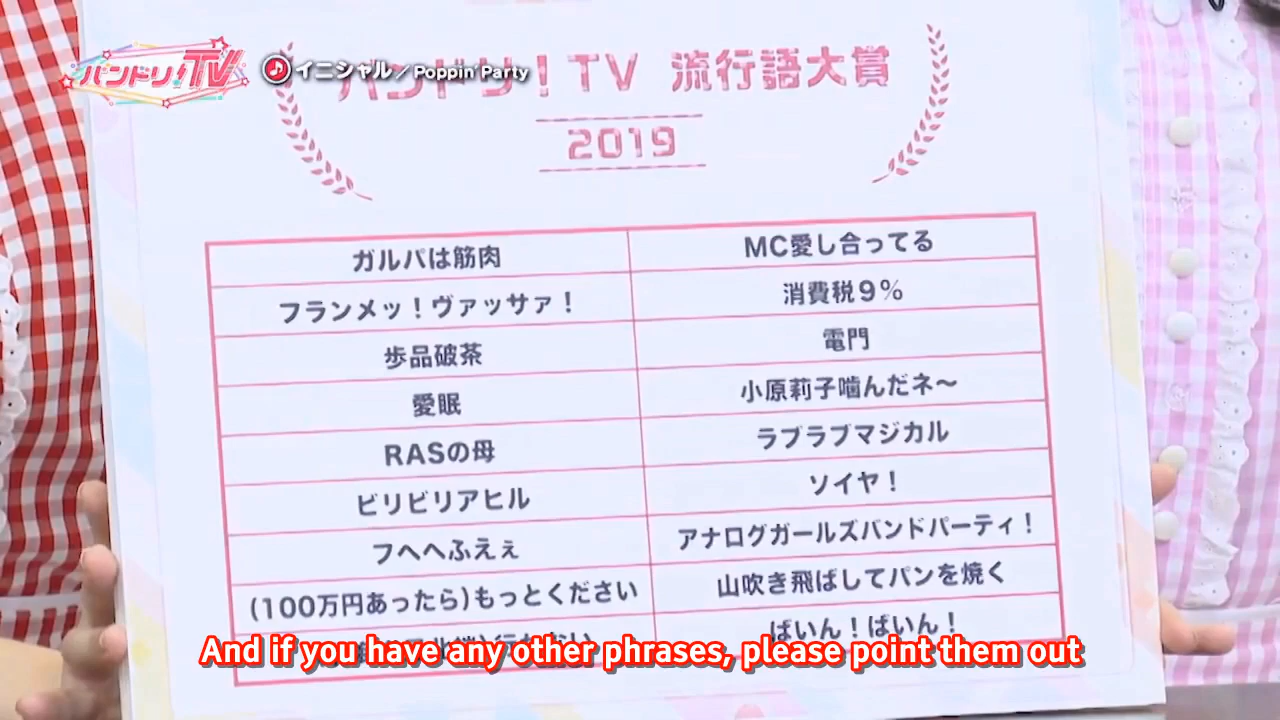 バンドリ!TV
イニシャル/Poppin'Party
バンドリ!TV 流行語大賞
2019
ガルパは筋肉
MC愛し合ってる
フランメッ!ヴァッサァ!
消費税9%
歩品破茶
電門
愛眠
小原莉子噛んだネ〜
RASの母
ラブラブマジカル
ビリビリアヒル
ソイヤ!
フヘヘふえぇ
アナログガールズバンドパーティ!
(100万円あったら)もっとください
山吹き飛ばしてパンを焼く
ばいん!ばいん!
And if you have any other phrases, please point them out